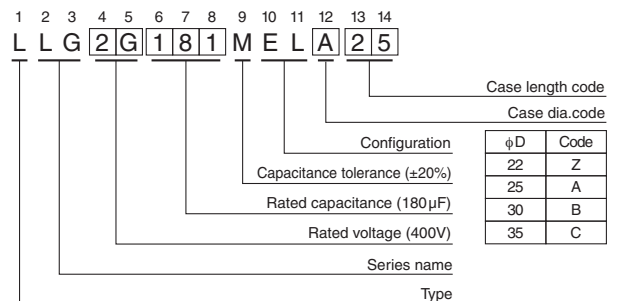 1 2 3 4 5 6 7 8 9 10 11 12 13 14
L L G 2 G 1 8 1 M E L A 2 5
Case length code
Case dia.code
Configuration
Capacitance tolerance (±20%)
Rated capacitance (180µF)
Rated voltage (400V)
Series name
Type
ϕD Code
22 Z
25 A
30 B
35 C